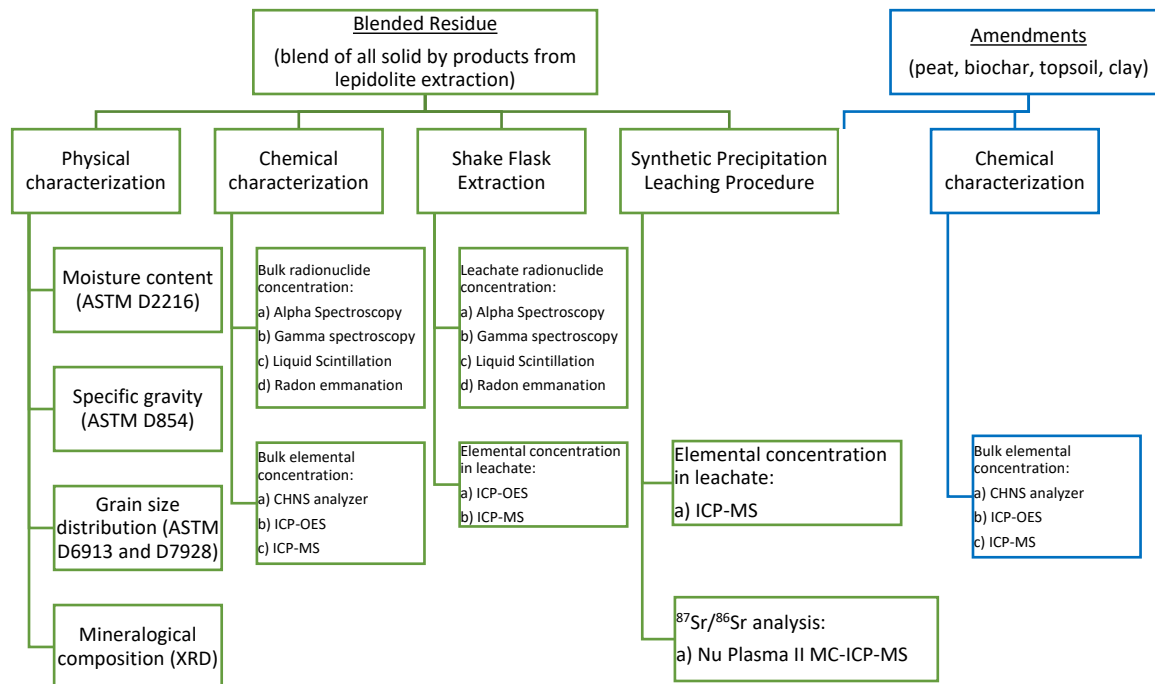 Blended Residue
(blend of all solid by products from
lepidolite extraction)
Amendments
(peat, biochar, topsoil, clay)
Physical
characterization
Chemical
characterization
Shake Flask
Extraction
Synthetic Precipitation
Leaching Procedure
Chemical
characterization
Moisture content
(ASTM D2216)
Specific gravity
(ASTM D854)
Grain size
distribution (ASTM
D6913 and D7928)
Mineralogical
composition (XRD)
Bulk radionuclide
concentration:
a) Alpha Spectroscopy
b) Gamma spectroscopy
c) Liquid Scintillation
d) Radon emmanation
Bulk elemental
concentration:
a) CHNS analyzer
b) ICP-OES
c) ICP-MS
Leachate radionuclide
concentration:
a) Alpha Spectroscopy
b) Gamma spectroscopy
c) Liquid Scintillation
d) Radon emmanation
Elemental concentration
in leachate:
a) ICP-OES
b) ICP-MS
Elemental concentration
in leachate:
a) ICP-MS
⁸⁷Sr/⁸⁶Sr analysis:
a) Nu Plasma II MC-ICP-MS
Bulk elemental
concentration:
a) CHNS analyzer
b) ICP-OES
c) ICP-MS